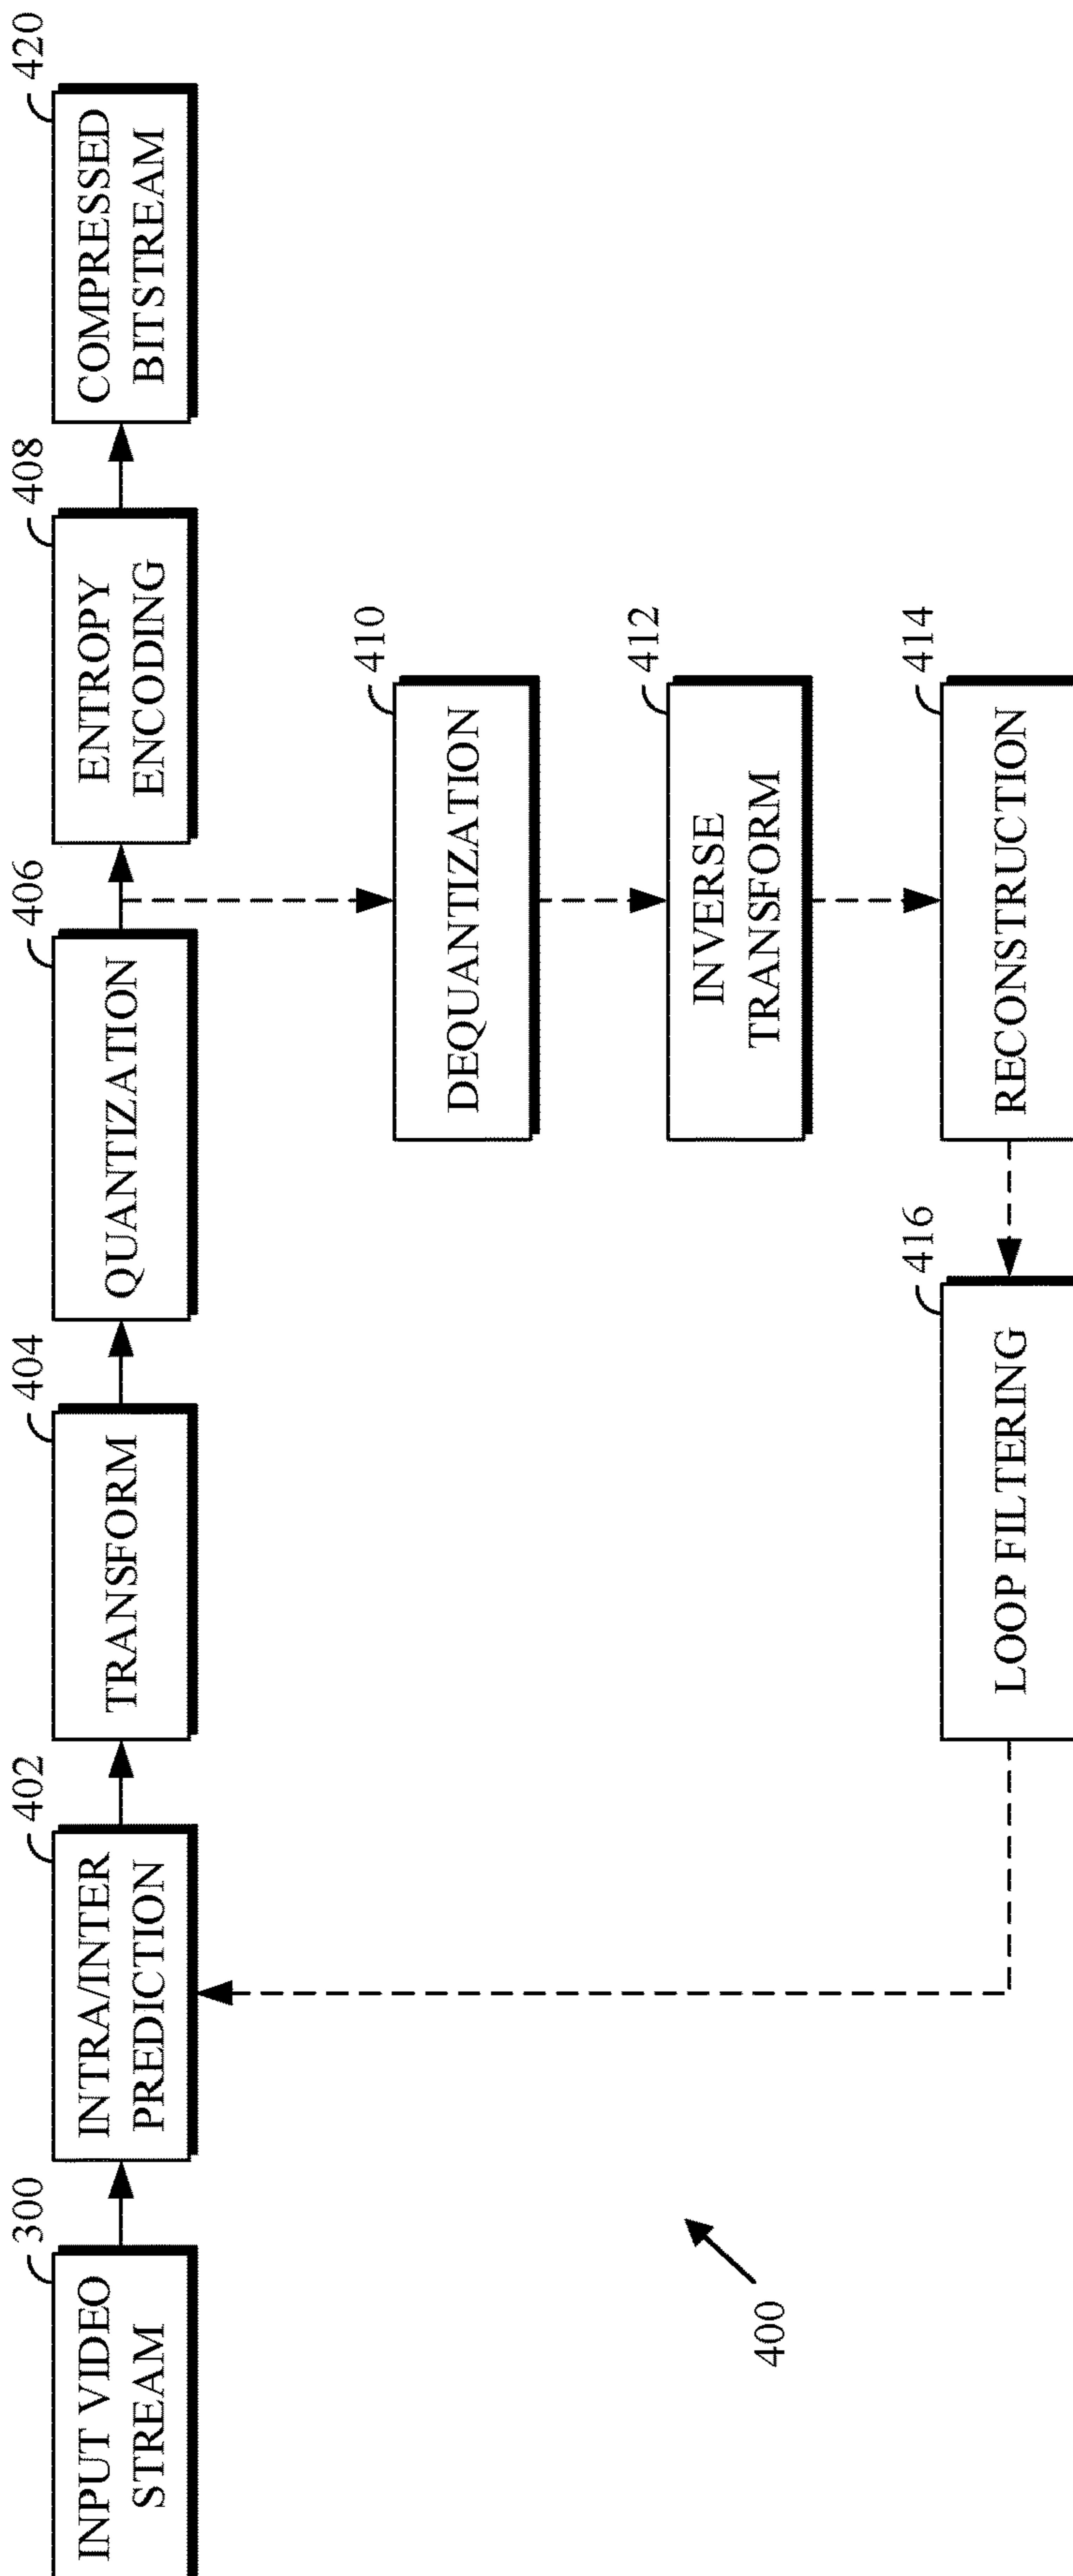 300
INPUT VIDEO
STREAM
402
INTRA/INTER
PREDICTION
404
TRANSFORM
406
QUANTIZATION
408
ENTROPY
ENCODING
420
COMPRESSED
BITSTREAM
410
DEQUANTIZATION
412
INVERSE
TRANSFORM
414
RECONSTRUCTION
416
LOOP FILTERING
400